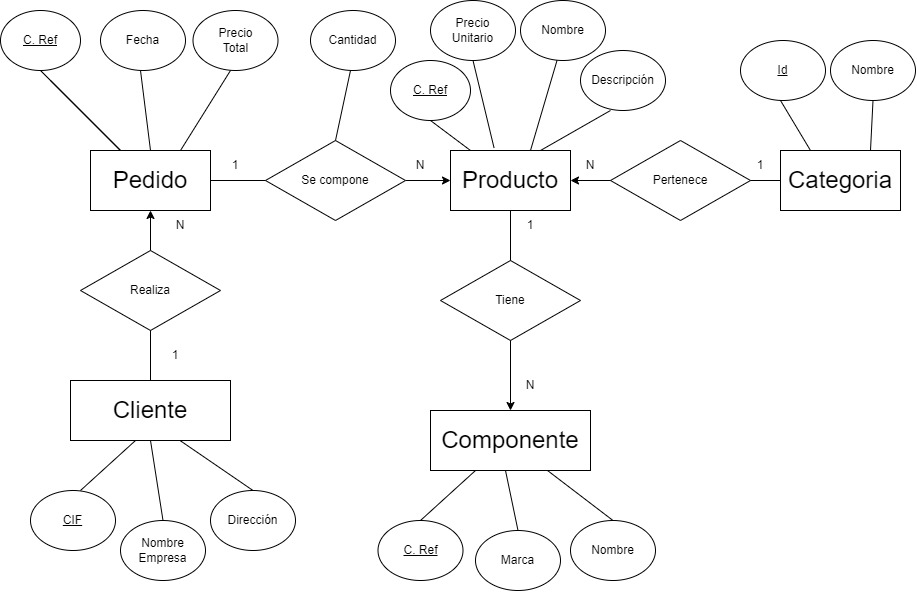 C. Ref
Fecha
Precio
Total
Cantidad
Precio
Unitario
Nombre
C. Ref
Descripción
Id
Nombre
Pedido
1
Se compone
N
Producto
N
Pertenece
1
Categoria
N
1
Realiza
Tiene
1
N
Cliente
Componente
CIF
Nombre
Empresa
Dirección
C. Ref
Marca
Nombre